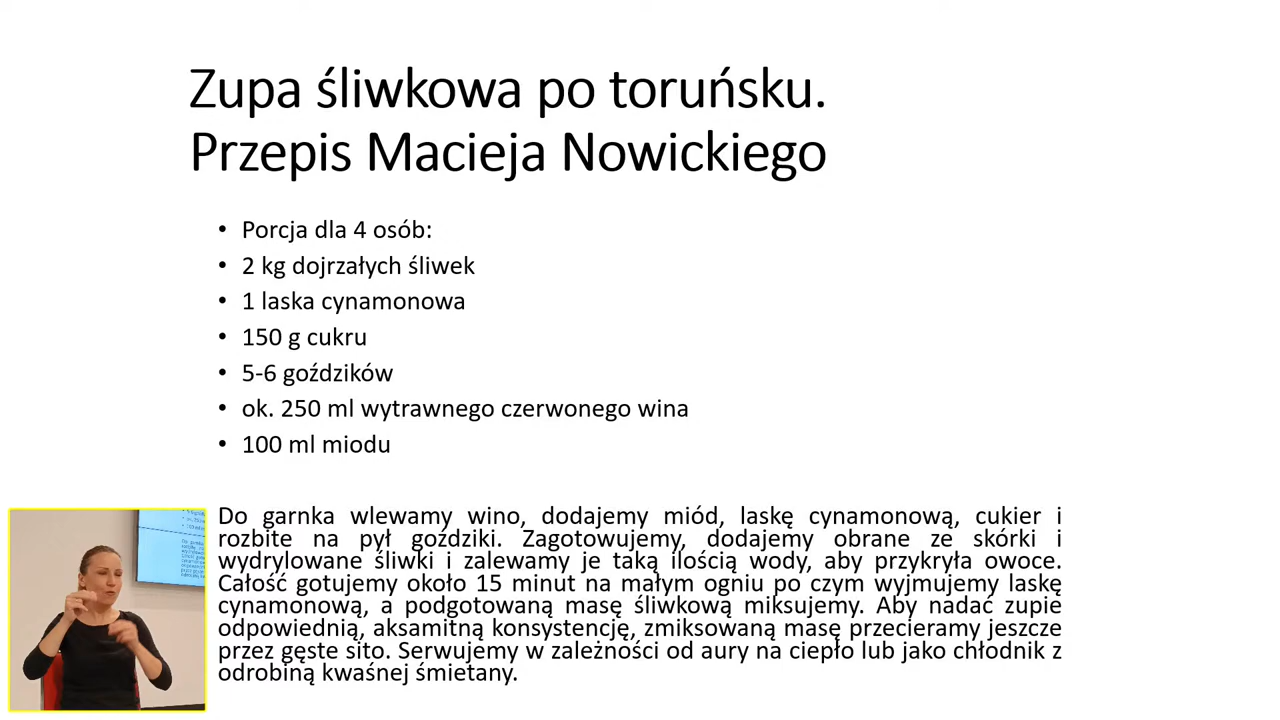 Zupa śliwkowa po toruńsku.
Przepis Macieja Nowickiego
• Porcja dla 4 osób:
• 2 kg dojrzałych śliwek
• 1 laska cynamonowa
• 150 g cukru
• 5-6 goździków
• ok. 250 ml wytrawnego czerwonego wina
• 100 ml miodu
Do garnka wlewamy wino, dodajemy miód, laskę cynamonową, cukier i
rozbite na pył goździki. Zagotowujemy, dodajemy obrane ze skórki i
wydrylowane śliwki i zalewamy je taką ilością wody, aby przykryła owoce.
Całość gotujemy około 15 minut na małym ogniu po czym wyjmujemy laskę
cynamonową, a podgotowaną masę śliwkową miksujemy. Aby nadać zupie
odpowiednią, aksamitną konsystencję, zmiksowaną masę przecieramy jeszcze
przez gęste sito. Serwujemy w zależności od aury na ciepło lub jako chłodnik z
odrobiną kwaśnej śmietany.